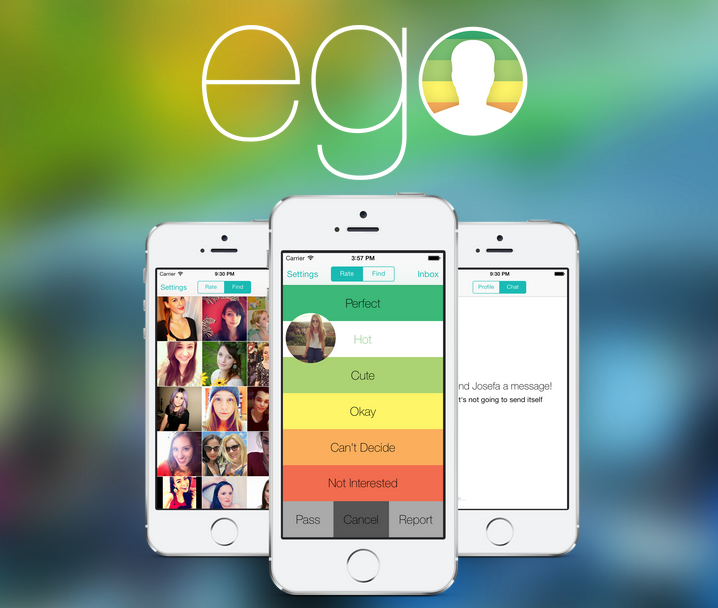 ego
Carrier 9:30 PM
Settings Rate Find
Carrier 3:57 PM
Settings Rate Find Inbox
Perfect
Hot
Cute
Okay
Can't Decide
Not Interested
Pass Cancel Report
9:30 PM
Profile Chat
nd Josefa a message!
t's not going to send itself